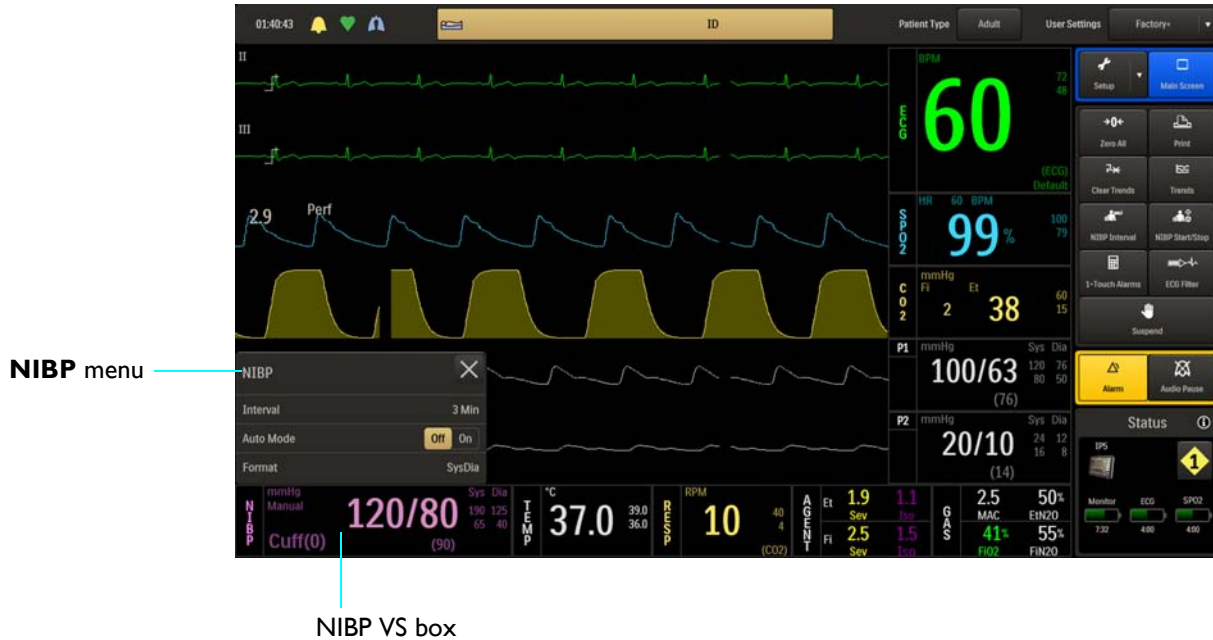 01:40:43
ID
Patient Type
Adult
User Settings
Factory*
II
III
2.9 Perf
ECG
BPM
60
72
48
(ECG)
Default
SPO2
HR 60 BPM
99%
100
79
CO2
mmHg
Fi Et
2 38
60
15
P1 mmHg Sys Dia
100/63
120 76
80 50
(76)
P2 mmHg Sys Dia
20/10
24 12
16 8
(14)
Setup
Main Screen
Zero All
Print
Clear Trends
Trends
NIBP Interval
NIBP Start/Stop
1-Touch Alarms
ECG Filter
Suspend
Alarm
Audio Pause
Status
IP5
1
Monitor ECG SPO2
7:32 4:00 4:00
NIBP menu
NIBP
Interval 3 Min
Auto Mode Off On
Format SysDia
NIBP
mmHg
Manual
Cuff(0)
120/80
(90)
Sys Dia
190 125
65 40
TEMP
°C
37.0
39.0
36.0
RESP
RPM
10
40
4
(CO2)
AGENT
Et 1.9 1.1
Sev Iso
Fi 2.5 1.5
Sev Iso
GAS
2.5 50%
MAC EtN2O
41% 55%
FiO2 FiN2O
NIBP VS box